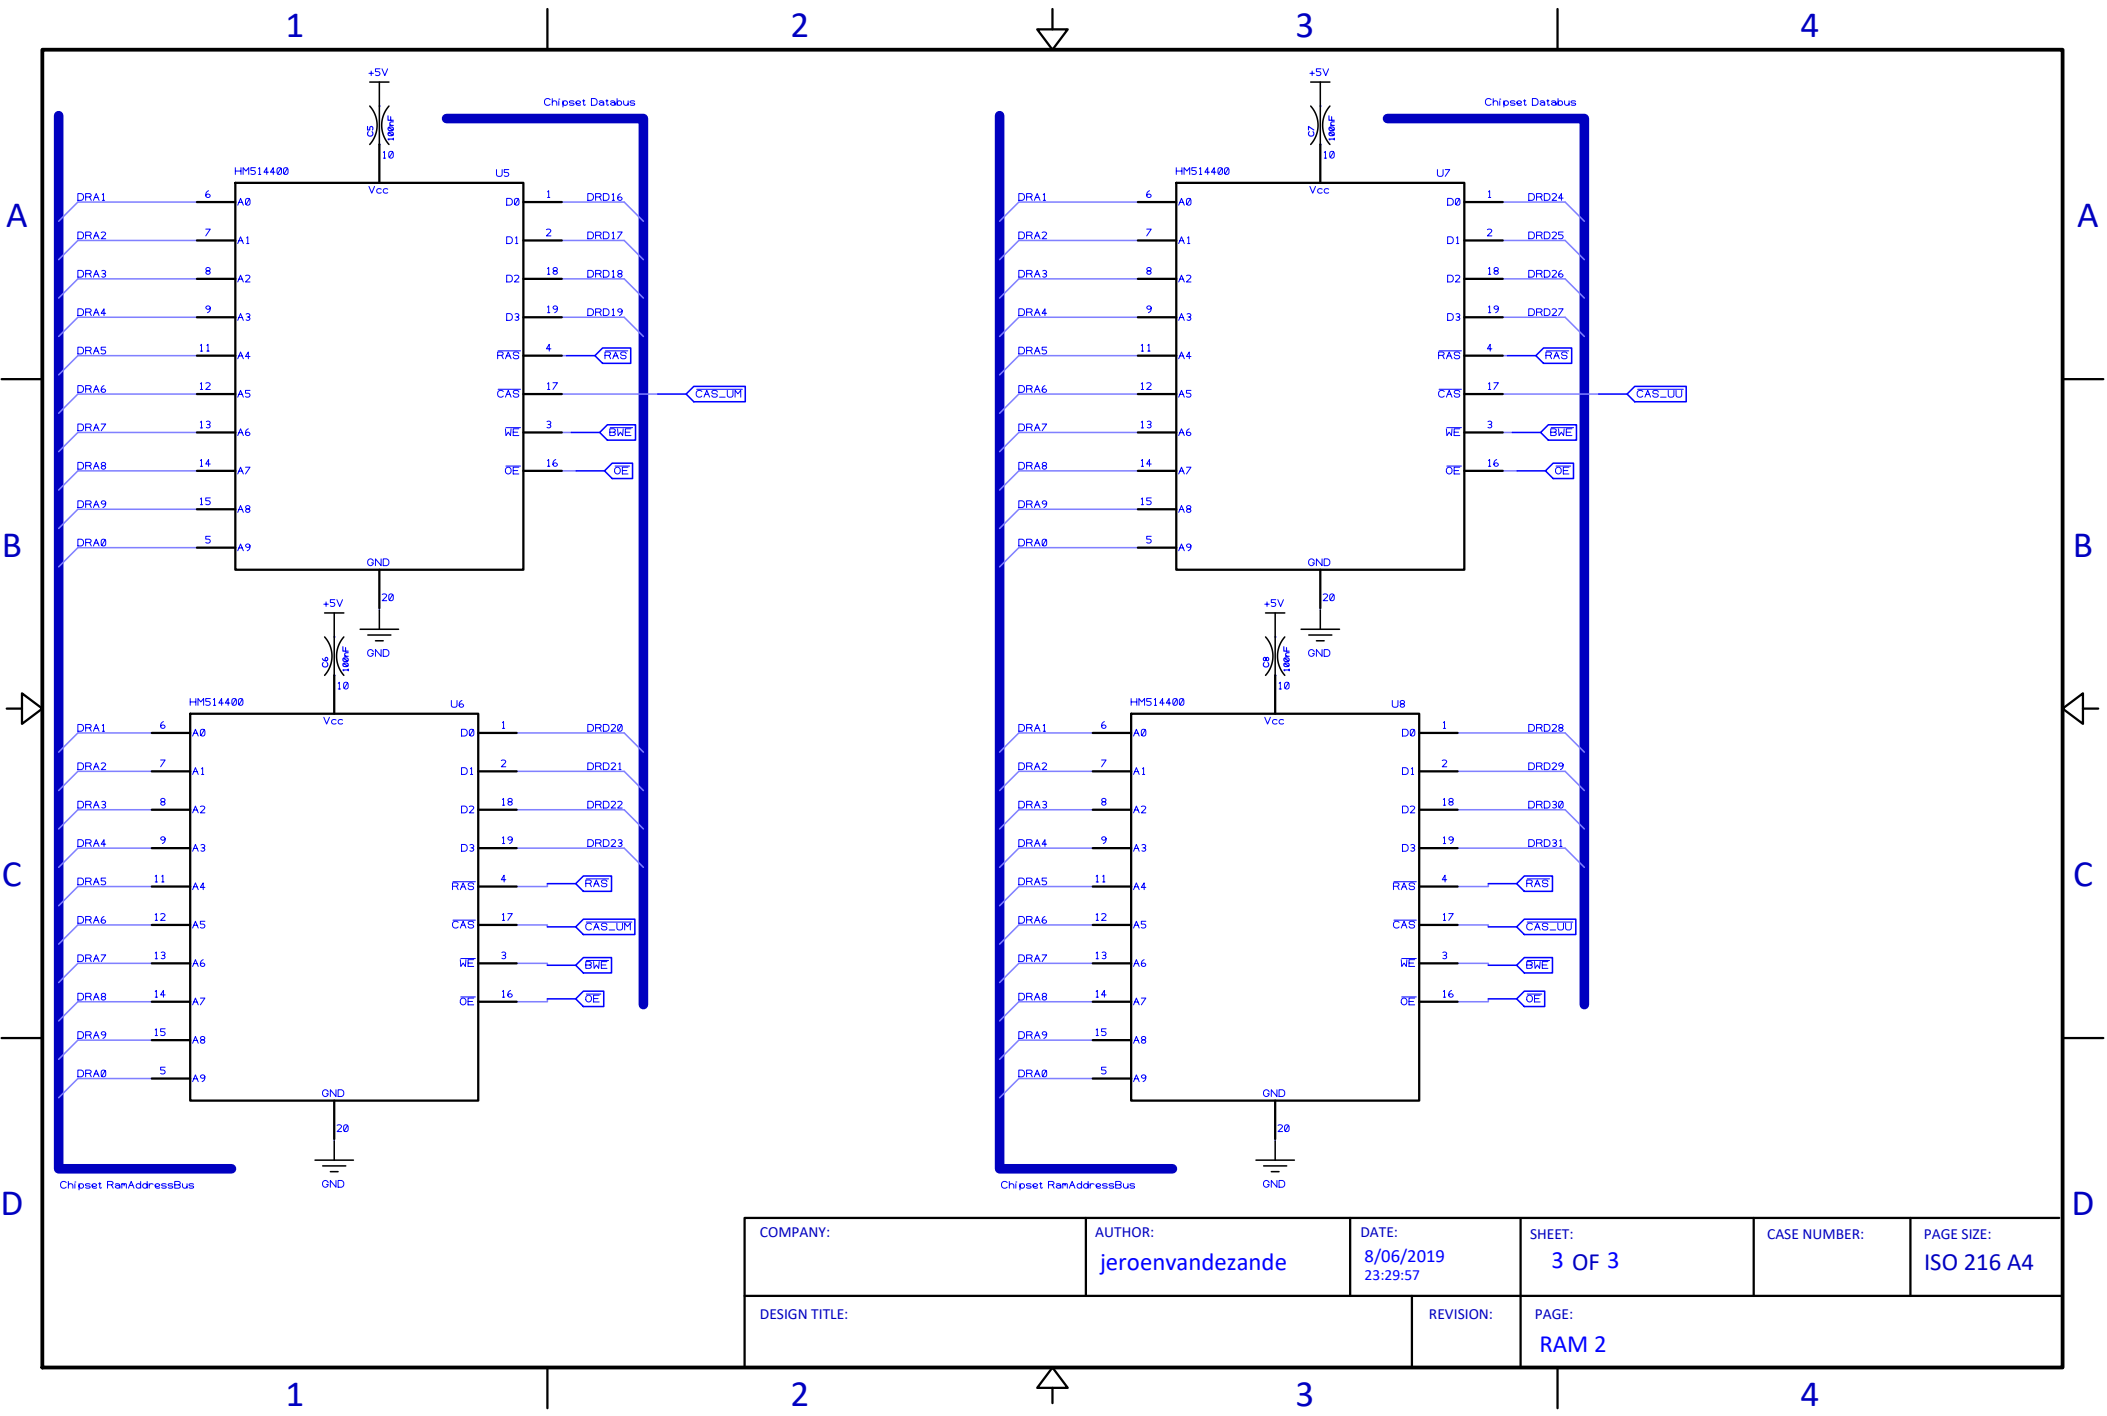 1 2 3 4
A A
B B
C C
D D
+5V
C5
100nF
10
Chipset Databus
HM514400 U5
Vcc
DRA1 6 A0 D0 1 DRD16
DRA2 7 A1 D1 2 DRD17
DRA3 8 A2 D2 18 DRD18
DRA4 9 A3 D3 19 DRD19
DRA5 11 A4 RAS 4 RAS
DRA6 12 A5 CAS 17 CAS_UM
DRA7 13 A6 WE 3 BWE
DRA8 14 A7 OE 16 OE
DRA9 15 A8
DRA0 5 A9
GND
20
GND
+5V
C6
100nF
10
HM514400 U6
Vcc
DRA1 6 A0 D0 1 DRD20
DRA2 7 A1 D1 2 DRD21
DRA3 8 A2 D2 18 DRD22
DRA4 9 A3 D3 19 DRD23
DRA5 11 A4 RAS 4 RAS
DRA6 12 A5 CAS 17 CAS_UM
DRA7 13 A6 WE 3 BWE
DRA8 14 A7 OE 16 OE
DRA9 15 A8
DRA0 5 A9
GND
20
GND
Chipset RamAddressBus
+5V
C7
100nF
10
Chipset Databus
HM514400 U7
Vcc
DRA1 6 A0 D0 1 DRD24
DRA2 7 A1 D1 2 DRD25
DRA3 8 A2 D2 18 DRD26
DRA4 9 A3 D3 19 DRD27
DRA5 11 A4 RAS 4 RAS
DRA6 12 A5 CAS 17 CAS_UU
DRA7 13 A6 WE 3 BWE
DRA8 14 A7 OE 16 OE
DRA9 15 A8
DRA0 5 A9
GND
20
GND
+5V
C8
100nF
10
HM514400 U8
Vcc
DRA1 6 A0 D0 1 DRD28
DRA2 7 A1 D1 2 DRD29
DRA3 8 A2 D2 18 DRD30
DRA4 9 A3 D3 19 DRD31
DRA5 11 A4 RAS 4 RAS
DRA6 12 A5 CAS 17 CAS_UU
DRA7 13 A6 WE 3 BWE
DRA8 14 A7 OE 16 OE
DRA9 15 A8
DRA0 5 A9
GND
20
GND
Chipset RamAddressBus
COMPANY: AUTHOR: DATE: SHEET: CASE NUMBER: PAGE SIZE:
jeroenvandezande 8/06/2019 3 OF 3 ISO 216 A4
23:29:57
DESIGN TITLE: REVISION: PAGE:
RAM 2
1 2 3 4